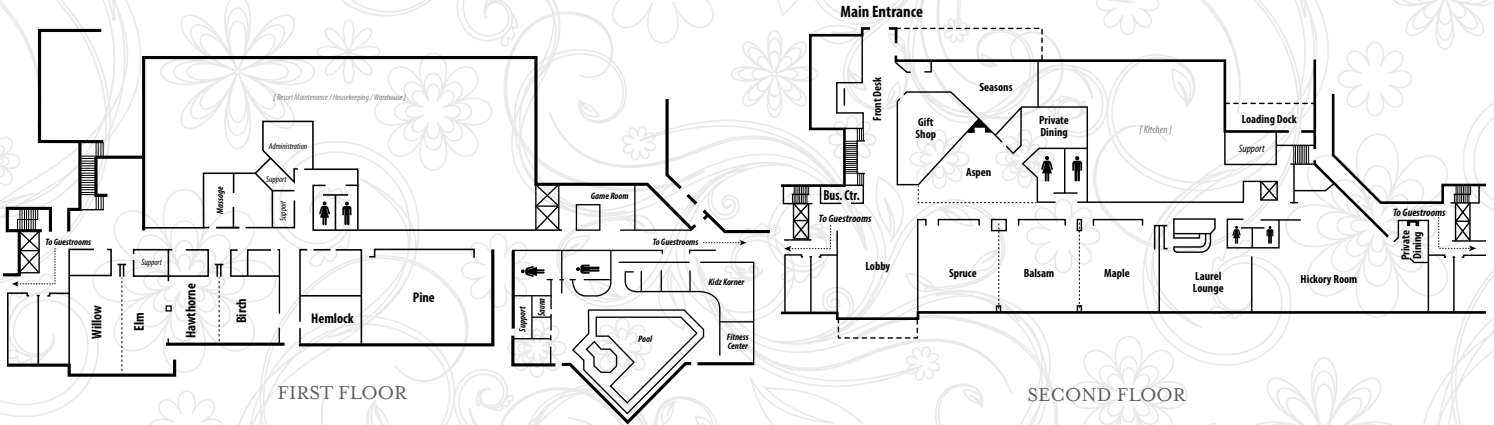 [ Resort Maintenance / Housekeeping / Warehouse ]
Administration
Support
Massage
Support
Game Room
To Guestrooms
To Guestrooms
Support
Willow
Elm
Hawthorne
Birch
Hemlock
Pine
Support
Sauna
Pool
Kidz Korner
Fitness
Center
FIRST FLOOR
Main Entrance
Front Desk
Seasons
Gift
Shop
Private
Dining
Aspen
[ Kitchen ]
Loading Dock
Support
Bus. Ctr.
To Guestrooms
To Guestrooms
Lobby
Spruce
Balsam
Maple
Laurel
Lounge
Hickory Room
Private
Dining
SECOND FLOOR